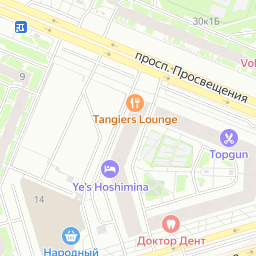 30к1Б
Vol
просп. Просвещения
9
Tangiers Lounge
Topgun
Ye's Hoshimina
14
Доктор Дент
Народный